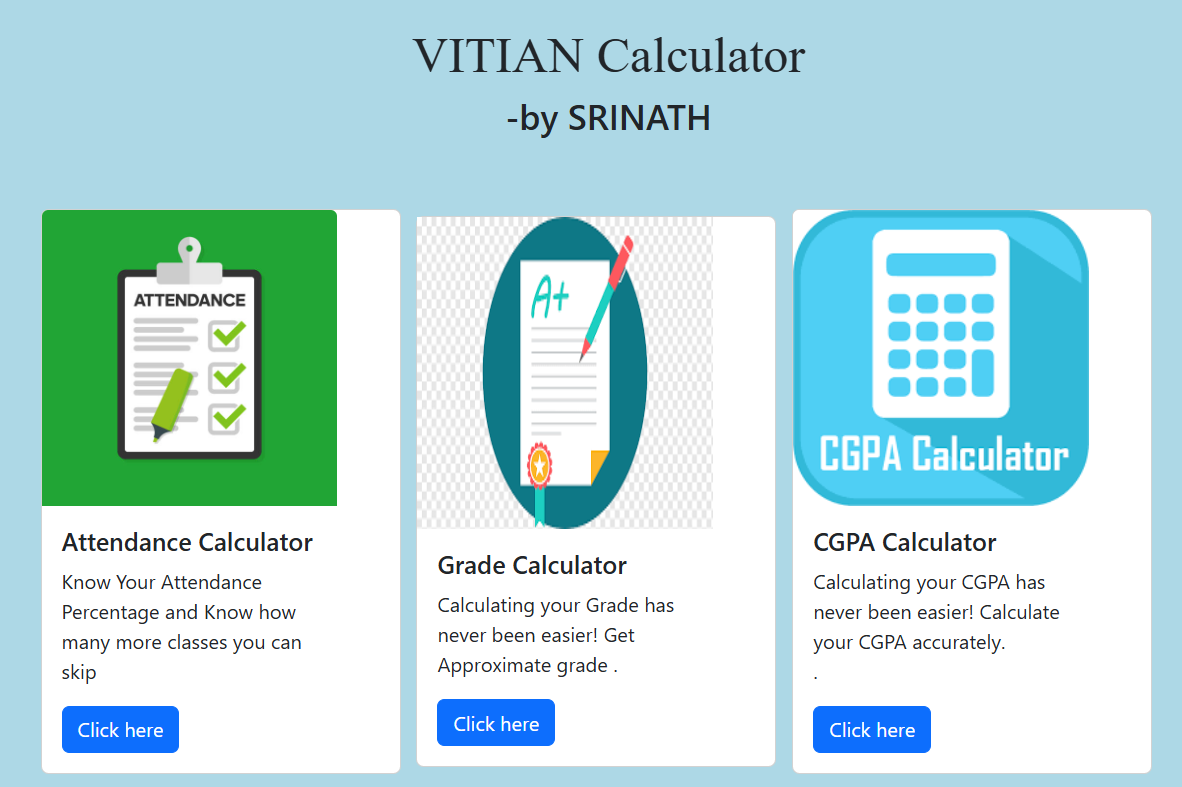 VITIAN Calculator
-by SRINATH
ATTENDANCE
Attendance Calculator
Know Your Attendance
Percentage and Know how
many more classes you can
skip
Click here
A+
Grade Calculator
Calculating your Grade has
never been easier! Get
Approximate grade .
Click here
CGPA Calculator
CGPA Calculator
Calculating your CGPA has
never been easier! Calculate
your CGPA accurately.
.
Click here